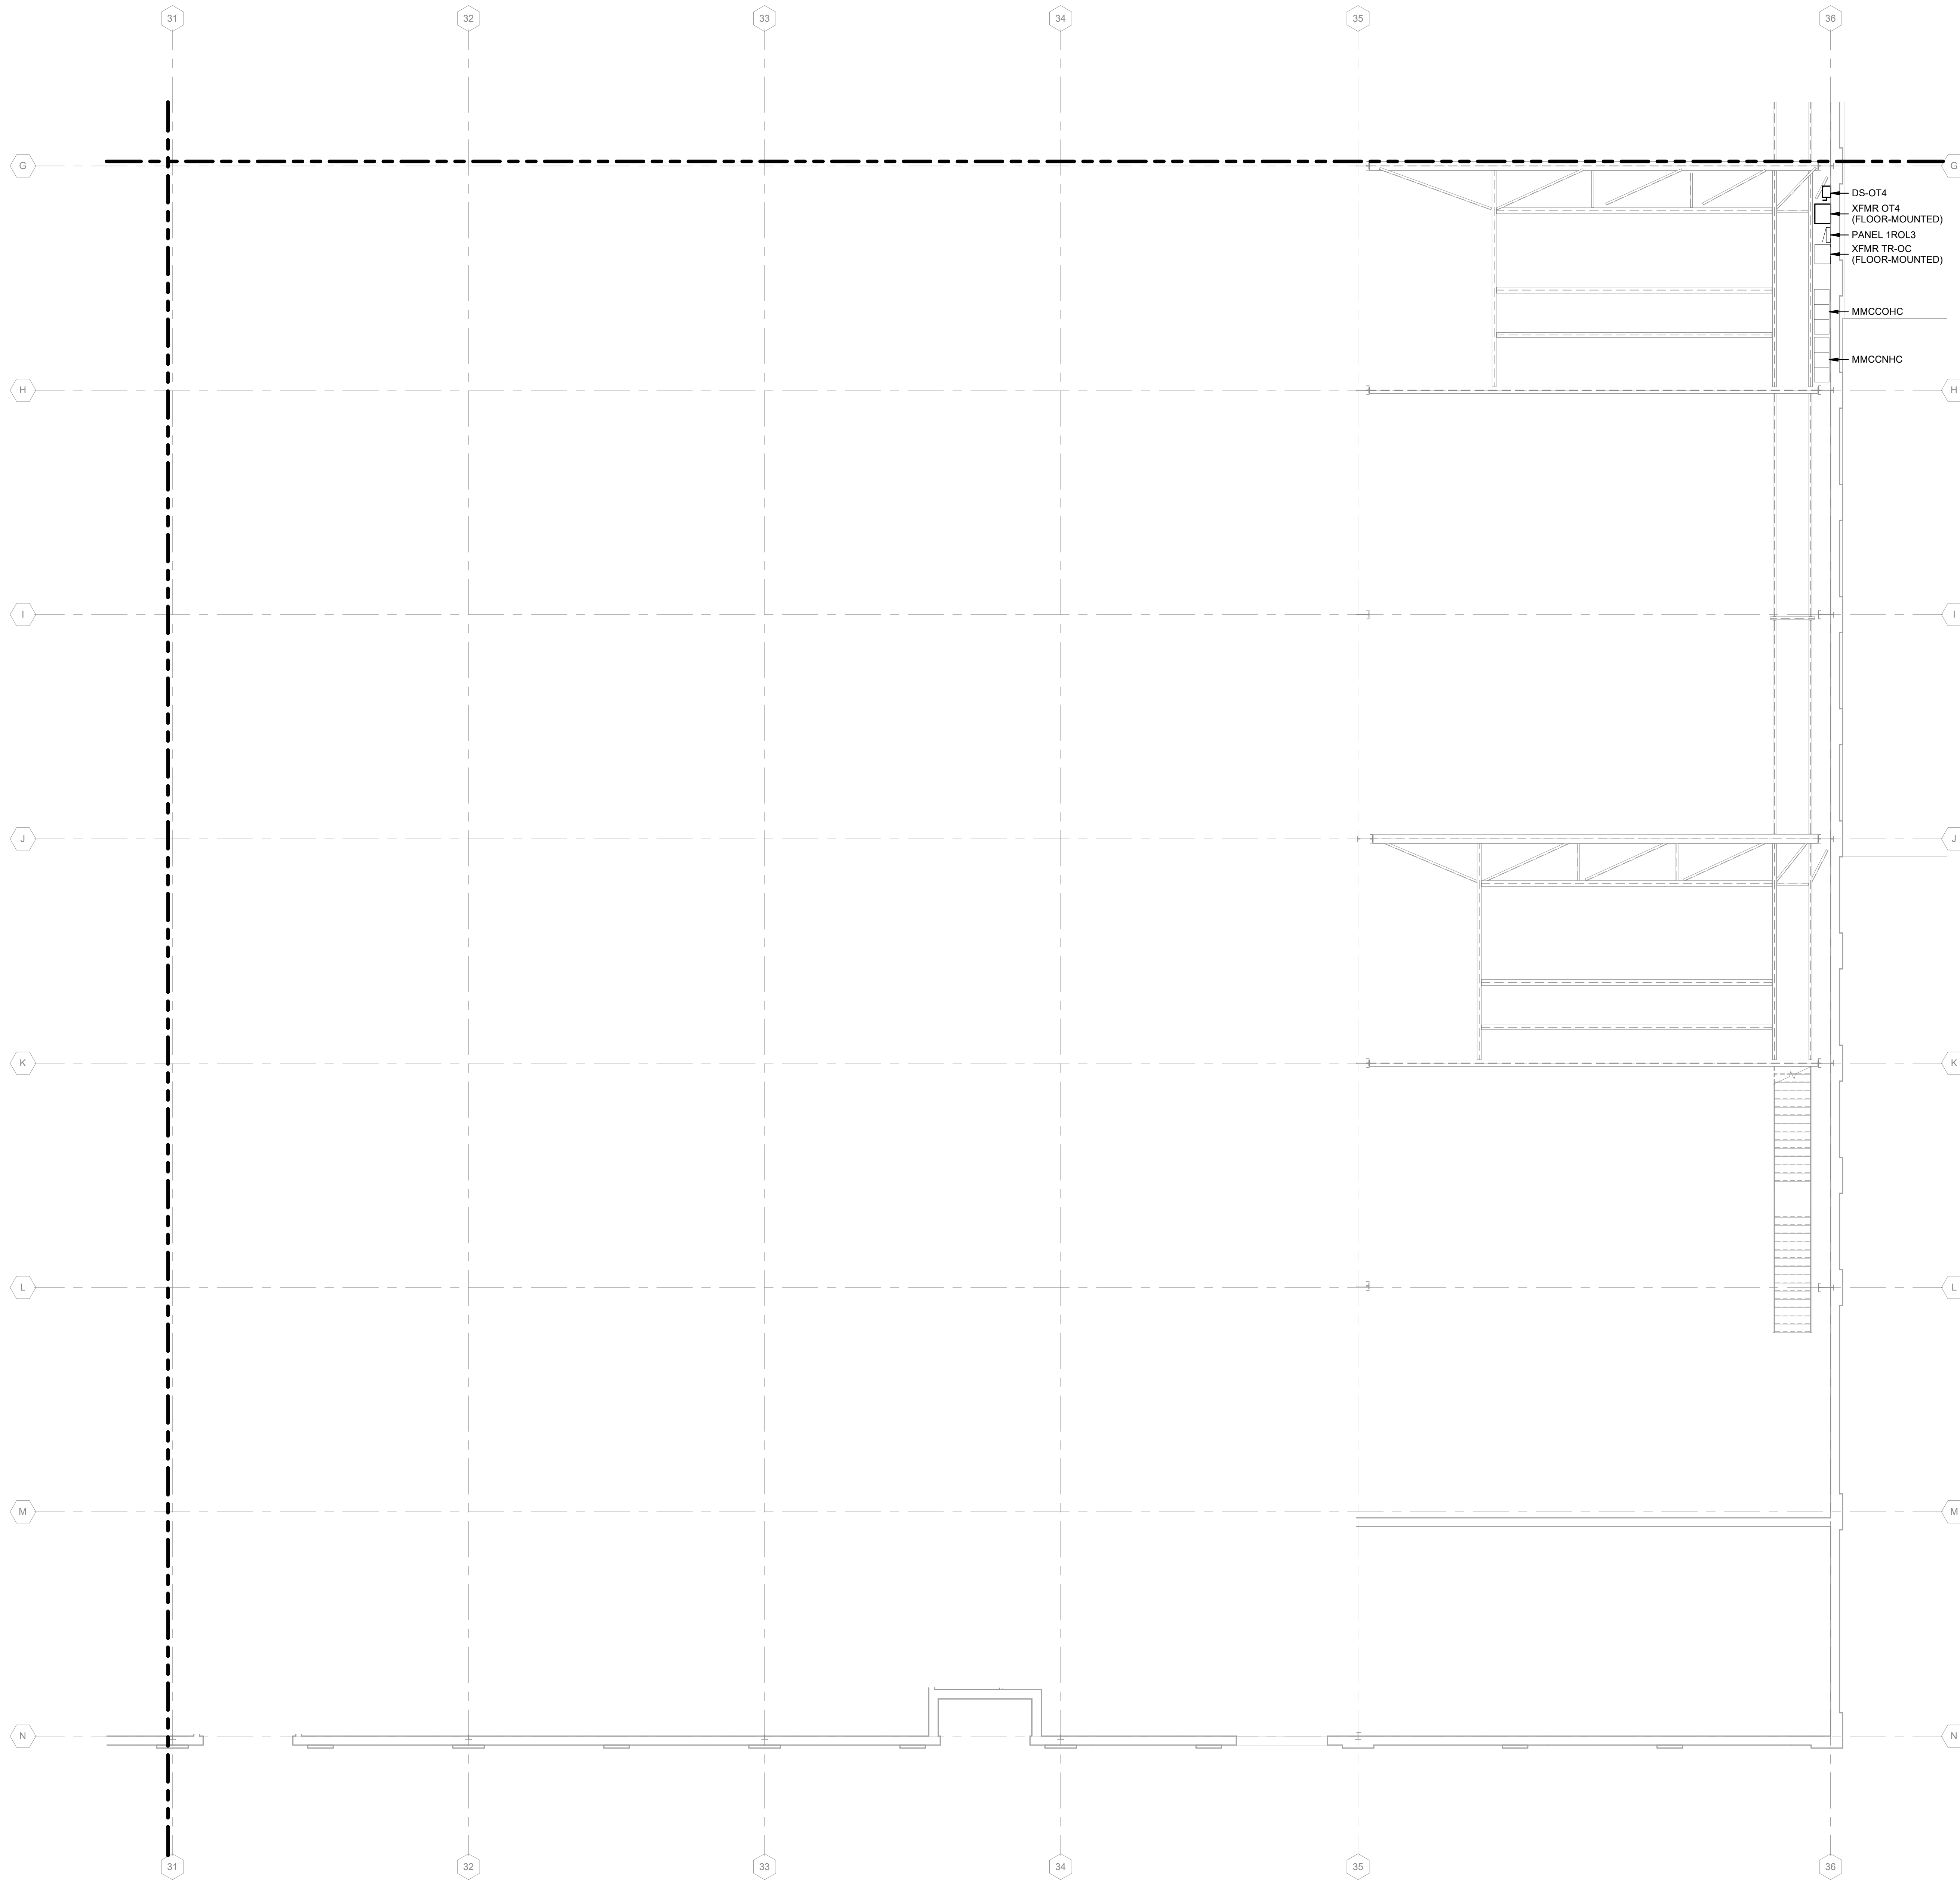 31 32 33 34 35 36
G G
DS-OT4
XFMR OT4
(FLOOR-MOUNTED)
PANEL 1ROL3
XFMR TR-OC
(FLOOR-MOUNTED)
MMCCOHC
MMCCNHC
H H
I I
J J
K K
L L
M M
N N
31 32 33 34 35 36